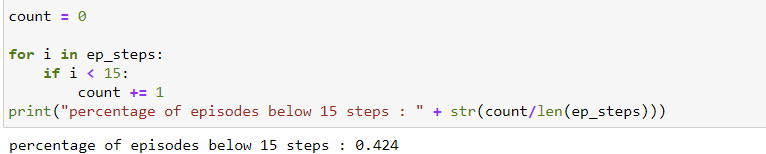 count = 0
for i in ep_steps:
    if i < 15:
        count += 1
print("percentage of episodes below 15 steps : " + str(count/len(ep_steps)))
percentage of episodes below 15 steps : 0.424